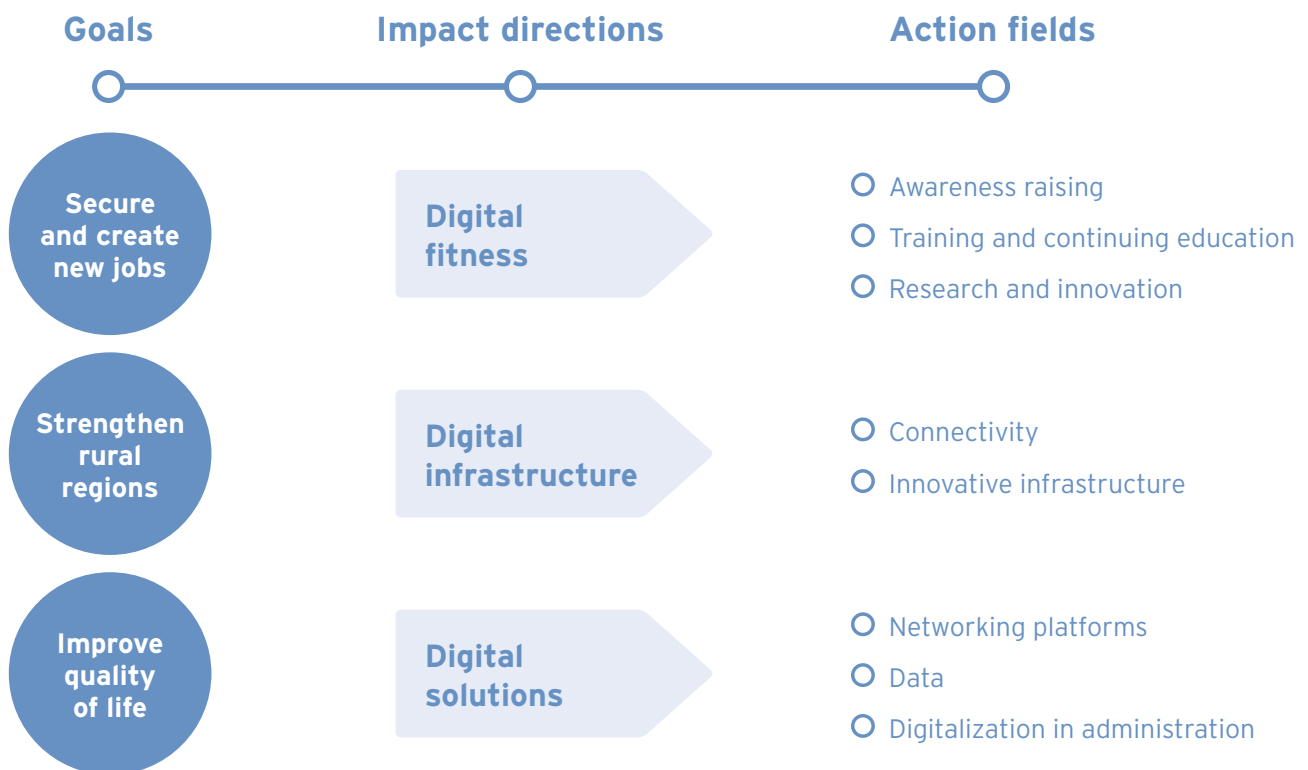 Goals
Impact directions
Action fields
Secure
and create
new jobs
Digital
fitness
Awareness raising
Training and continuing education
Research and innovation
Strengthen
rural
regions
Digital
infrastructure
Connectivity
Innovative infrastructure
Improve
quality
of life
Digital
solutions
Networking platforms
Data
Digitalization in administration